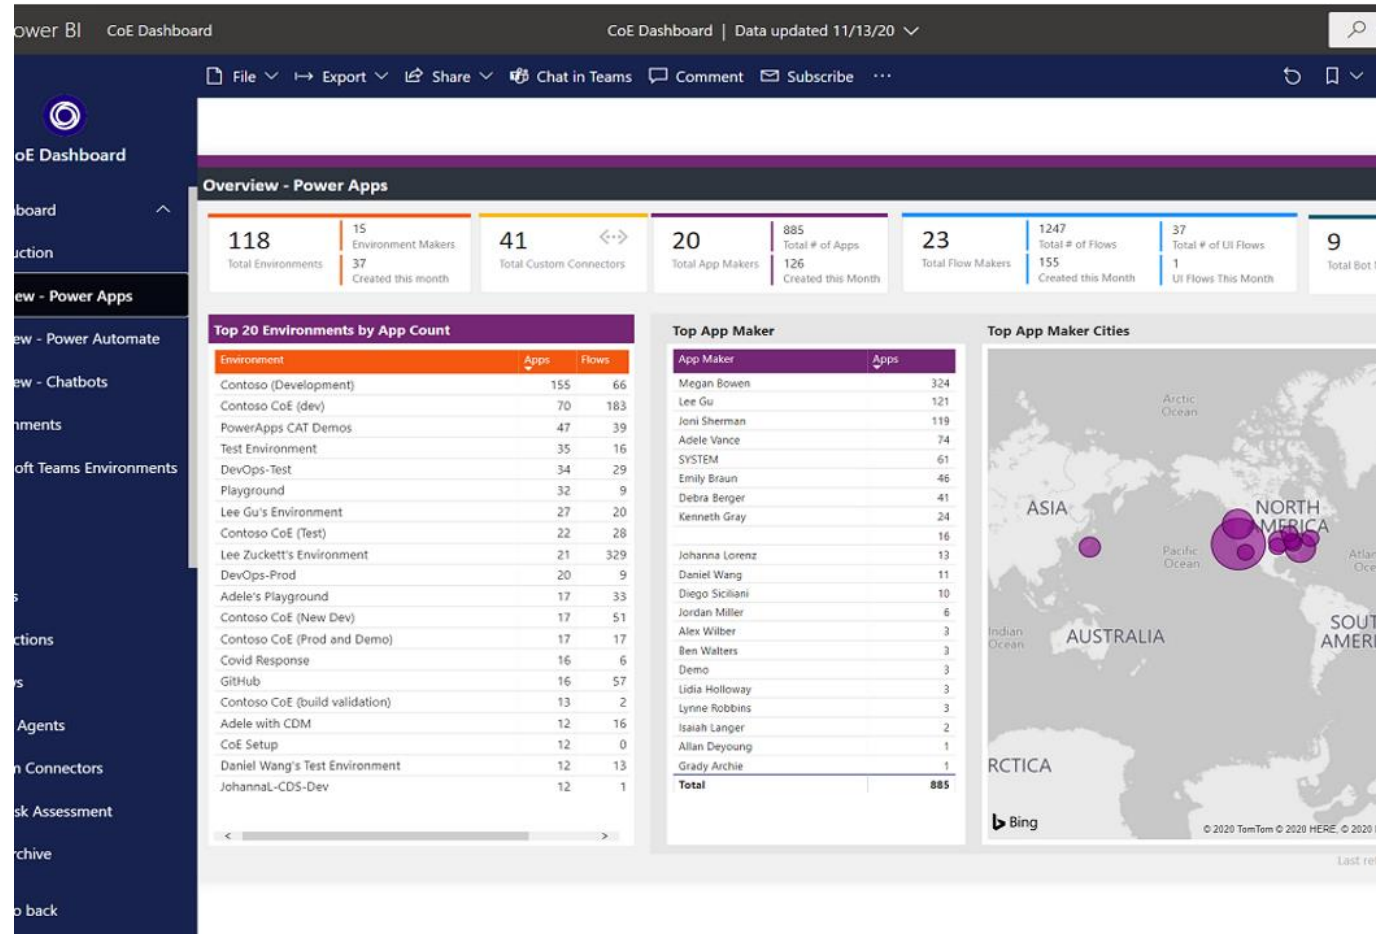 ower BI CoE Dashboard CoE Dashboard | Data updated 11/13/20
File Export Share Chat in Teams Comment Subscribe ...
oE Dashboard
board
uction
ew - Power Apps
ew - Power Automate
ew - Chatbots
nments
oft Teams Environments
s
ctions
s
Agents
n Connectors
sk Assessment
rchive
o back
Overview - Power Apps
118
Total Environments
15
Environment Makers
37
Created this month
41
Total Custom Connectors
20
Total App Makers
885
Total # of Apps
126
Created this Month
23
Total Flow Makers
1247
Total # of Flows
155
Created this Month
37
Total # of UI Flows
1
UI Flows This Month
9
Total Bot
Top 20 Environments by App Count
Environment Apps Flows
Contoso (Development) 155 66
Contoso CoE (dev) 70 183
PowerApps CAT Demos 47 39
Test Environment 35 16
DevOps-Test 34 29
Playground 32 9
Lee Gu's Environment 27 20
Contoso CoE (Test) 22 28
Lee Zuckett's Environment 21 329
DevOps-Prod 20 9
Adele's Playground 17 33
Contoso CoE (New Dev) 17 51
Contoso CoE (Prod and Demo) 17 17
Covid Response 16 6
GitHub 16 57
Contoso CoE (build validation) 13 2
Adele with CDM 12 16
CoE Setup 12 0
Daniel Wang's Test Environment 12 13
JohannaL-CDS-Dev 12 1
Top App Maker
App Maker Apps
Megan Bowen 324
Lee Gu 121
Joni Sherman 119
Adele Vance 74
SYSTEM 61
Emily Braun 46
Debra Berger 41
Kenneth Gray 24
16
Johanna Lorenz 13
Daniel Wang 11
Diego Siciliani 10
Jordan Miller 6
Alex Wilber 3
Ben Walters 3
Demo 3
Lidia Holloway 3
Lynne Robbins 3
Isaiah Langer 2
Allan Deyoung 1
Grady Archie 1
Total 885
Top App Maker Cities
Arctic
Ocean
ASIA
NORTH
AMERICA
Pacific
Ocean
Atlan
Oce
Indian
Ocean
AUSTRALIA
SOUT
AMERI
RCTICA
Bing
© 2020 TomTom © 2020 HERE, © 2020
Last re